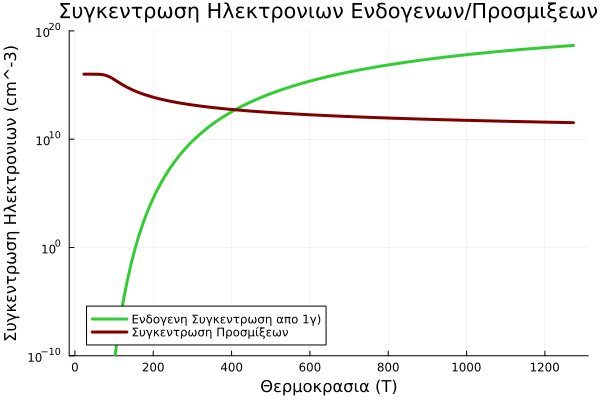 Συγκεντρωση Ηλεκτρονιων Ενδογενων/Προσμιξεων
Συγκεντρωση Ηλεκτρονιων (cm^-3)
10^20
10^10
10^0
10^-10
Ενδογενη Συγκεντρωση απο 1γ)
Συγκεντρωση Προσμίξεων
0 200 400 600 800 1000 1200
Θερμοκρασια (T)